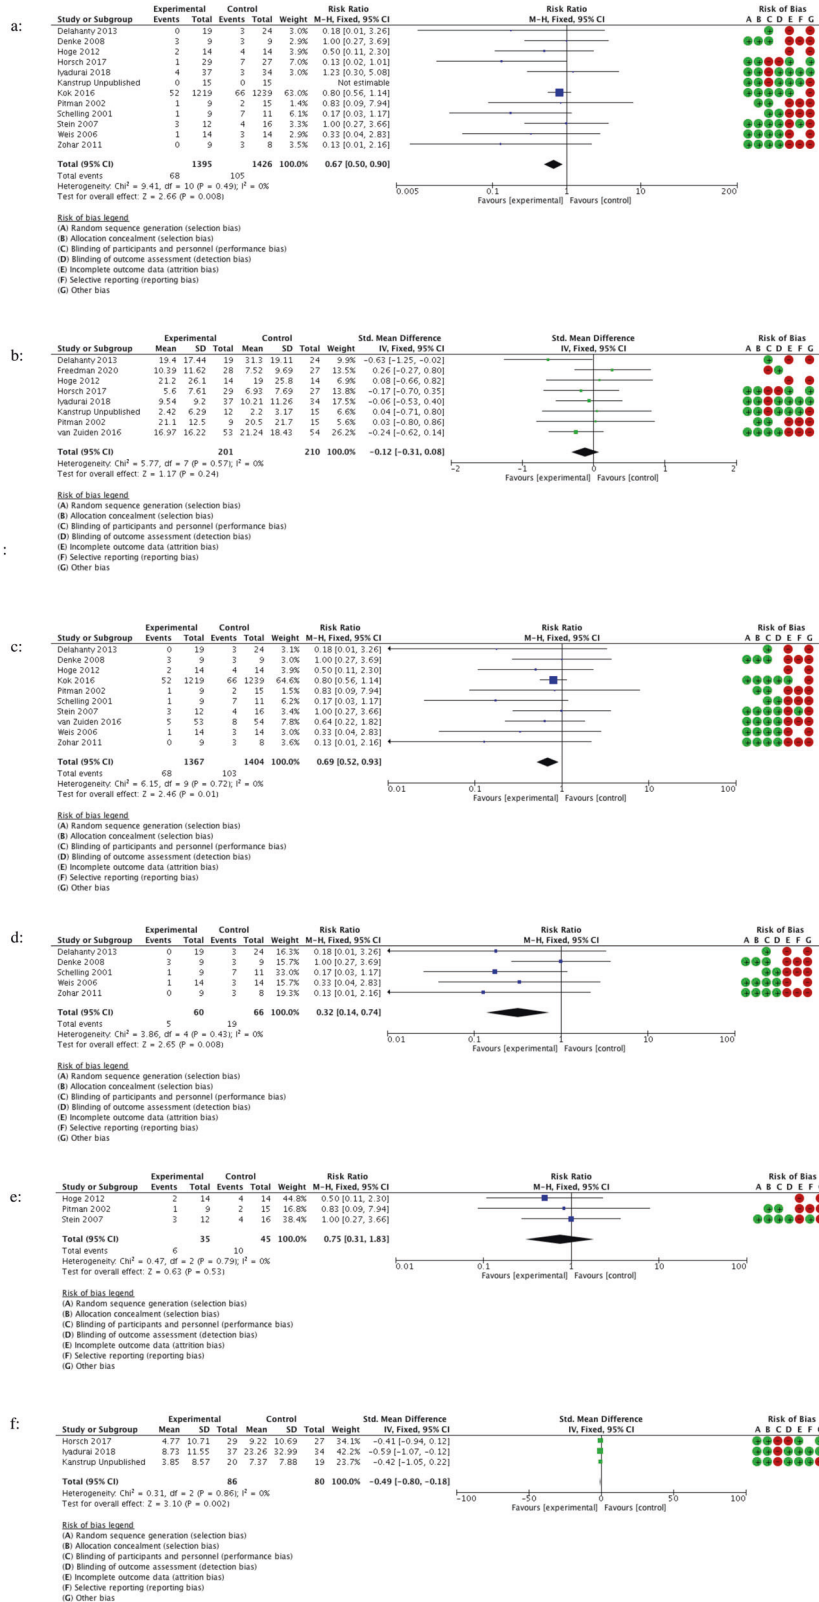 a:
Experimental Control Risk Ratio Risk Ratio Risk of Bias
Study or Subgroup Events Total Events Total Weight M-H, Fixed, 95% CI M-H, Fixed, 95% CI A B C D E F G
Delahanty 2013 0 19 3 24 3.0% 0.18 [0.01, 3.26]
Denke 2008 3 9 3 9 2.9% 1.00 [0.27, 3.69]
Hoge 2012 2 14 4 14 3.9% 0.50 [0.11, 2.30]
Horsch 2017 1 29 7 27 7.0% 0.13 [0.02, 1.01]
Iyadurai 2018 4 37 3 34 3.0% 1.23 [0.30, 5.08]
Kanstrup Unpublished 0 15 0 15 Not estimable
Kok 2016 52 1219 66 1239 63.0% 0.80 [0.56, 1.14]
Pitman 2002 1 9 2 15 1.4% 0.83 [0.09, 7.94]
Schelling 2001 1 9 7 11 6.0% 0.17 [0.03, 1.17]
Stein 2007 3 12 4 16 3.3% 1.00 [0.27, 3.66]
Weis 2006 1 14 3 14 2.9% 0.33 [0.04, 2.83]
Zohar 2011 0 9 3 8 3.5% 0.13 [0.01, 2.16]
Total (95% CI) 1395 1426 100.0% 0.67 [0.50, 0.90]
Total events 68 105
Heterogeneity: Chi² = 9.41, df = 10 (P = 0.49); I² = 0%
Test for overall effect: Z = 2.66 (P = 0.008)
0.005 0.1 1 10 200
Favours [experimental] Favours [control]
Risk of bias legend
(A) Random sequence generation (selection bias)
(B) Allocation concealment (selection bias)
(C) Blinding of participants and personnel (performance bias)
(D) Blinding of outcome assessment (detection bias)
(E) Incomplete outcome data (attrition bias)
(F) Selective reporting (reporting bias)
(G) Other bias
b:
Experimental Control Std. Mean Difference Std. Mean Difference Risk of Bias
Study or Subgroup Mean SD Total Mean SD Total Weight IV, Fixed, 95% CI IV, Fixed, 95% CI A B C D E F G
Delahanty 2013 19.4 17.44 19 31.3 19.11 24 9.9% -0.63 [-1.25, -0.02]
Freedman 2020 10.39 11.62 28 7.52 9.69 27 13.5% 0.26 [-0.27, 0.80]
Hoge 2012 21.2 26.1 14 19 25.8 14 6.9% 0.08 [-0.66, 0.82]
Horsch 2017 5.6 7.61 29 6.93 7.69 27 13.8% -0.17 [-0.70, 0.35]
Iyadurai 2018 9.54 9.2 37 10.21 11.26 34 17.5% -0.06 [-0.53, 0.40]
Kanstrup Unpublished 2.42 6.29 12 2.2 3.17 15 6.6% 0.04 [-0.71, 0.80]
Pitman 2002 21.1 12.5 9 20.5 21.7 15 5.6% 0.03 [-0.80, 0.86]
van Zuiden 2016 16.97 16.22 53 21.24 18.43 54 26.2% -0.24 [-0.62, 0.14]
Total (95% CI) 201 210 100.0% -0.12 [-0.31, 0.08]
Heterogeneity: Chi² = 5.77, df = 7 (P = 0.57); I² = 0%
Test for overall effect: Z = 1.17 (P = 0.24)
-2 -1 0 1 2
Favours [experimental] Favours [control]
Risk of bias legend
(A) Random sequence generation (selection bias)
(B) Allocation concealment (selection bias)
(C) Blinding of participants and personnel (performance bias)
(D) Blinding of outcome assessment (detection bias)
(E) Incomplete outcome data (attrition bias)
(F) Selective reporting (reporting bias)
(G) Other bias
:
c:
Experimental Control Risk Ratio Risk Ratio Risk of Bias
Study or Subgroup Events Total Events Total Weight M-H, Fixed, 95% CI M-H, Fixed, 95% CI A B C D E F G
Delahanty 2013 0 19 3 24 3.1% 0.18 [0.01, 3.26]
Denke 2008 3 9 3 9 3.0% 1.00 [0.27, 3.69]
Hoge 2012 2 14 4 14 3.9% 0.50 [0.11, 2.30]
Kok 2016 52 1219 66 1239 64.6% 0.80 [0.56, 1.14]
Pitman 2002 1 9 2 15 1.5% 0.83 [0.09, 7.94]
Schelling 2001 1 9 7 11 6.2% 0.17 [0.03, 1.17]
Stein 2007 3 12 4 16 3.4% 1.00 [0.27, 3.66]
van Zuiden 2016 5 53 8 54 7.8% 0.64 [0.22, 1.82]
Weis 2006 1 14 3 14 2.9% 0.33 [0.04, 2.83]
Zohar 2011 0 9 3 8 3.6% 0.13 [0.01, 2.16]
Total (95% CI) 1367 1404 100.0% 0.69 [0.52, 0.93]
Total events 68 103
Heterogeneity: Chi² = 6.15, df = 9 (P = 0.72); I² = 0%
Test for overall effect: Z = 2.46 (P = 0.01)
0.01 0.1 1 10 100
Favours [experimental] Favours [control]
Risk of bias legend
(A) Random sequence generation (selection bias)
(B) Allocation concealment (selection bias)
(C) Blinding of participants and personnel (performance bias)
(D) Blinding of outcome assessment (detection bias)
(E) Incomplete outcome data (attrition bias)
(F) Selective reporting (reporting bias)
(G) Other bias
d:
Experimental Control Risk Ratio Risk Ratio Risk of Bias
Study or Subgroup Events Total Events Total Weight M-H, Fixed, 95% CI M-H, Fixed, 95% CI A B C D E F G
Delahanty 2013 0 19 3 24 16.3% 0.18 [0.01, 3.26]
Denke 2008 3 9 3 9 15.7% 1.00 [0.27, 3.69]
Schelling 2001 1 9 7 11 33.0% 0.17 [0.03, 1.17]
Weis 2006 1 14 3 14 15.7% 0.33 [0.04, 2.83]
Zohar 2011 0 9 3 8 19.3% 0.13 [0.01, 2.16]
Total (95% CI) 60 66 100.0% 0.32 [0.14, 0.74]
Total events 5 19
Heterogeneity: Chi² = 3.86, df = 4 (P = 0.43); I² = 0%
Test for overall effect: Z = 2.65 (P = 0.008)
0.01 0.1 1 10 100
Favours [experimental] Favours [control]
Risk of bias legend
(A) Random sequence generation (selection bias)
(B) Allocation concealment (selection bias)
(C) Blinding of participants and personnel (performance bias)
(D) Blinding of outcome assessment (detection bias)
(E) Incomplete outcome data (attrition bias)
(F) Selective reporting (reporting bias)
(G) Other bias
e:
Experimental Control Risk Ratio Risk Ratio Risk of Bias
Study or Subgroup Events Total Events Total Weight M-H, Fixed, 95% CI M-H, Fixed, 95% CI A B C D E F G
Hoge 2012 2 14 4 14 44.8% 0.50 [0.11, 2.30]
Pitman 2002 1 9 2 15 16.8% 0.83 [0.09, 7.94]
Stein 2007 3 12 4 16 38.4% 1.00 [0.27, 3.66]
Total (95% CI) 35 45 100.0% 0.75 [0.31, 1.83]
Total events 6 10
Heterogeneity: Chi² = 0.47, df = 2 (P = 0.79); I² = 0%
Test for overall effect: Z = 0.63 (P = 0.53)
0.01 0.1 1 10 100
Favours [experimental] Favours [control]
Risk of bias legend
(A) Random sequence generation (selection bias)
(B) Allocation concealment (selection bias)
(C) Blinding of participants and personnel (performance bias)
(D) Blinding of outcome assessment (detection bias)
(E) Incomplete outcome data (attrition bias)
(F) Selective reporting (reporting bias)
(G) Other bias
f:
Experimental Control Std. Mean Difference Std. Mean Difference Risk of Bias
Study or Subgroup Mean SD Total Mean SD Total Weight IV, Fixed, 95% CI IV, Fixed, 95% CI A B C D E F G
Horsch 2017 4.77 10.71 29 9.22 10.69 27 34.1% -0.41 [-0.94, 0.12]
Iyadurai 2018 8.73 11.55 37 23.26 32.99 34 42.2% -0.59 [-1.07, -0.12]
Kanstrup Unpublished 3.85 8.57 20 7.37 7.88 19 23.7% -0.42 [-1.05, 0.22]
Total (95% CI) 86 80 100.0% -0.49 [-0.80, -0.18]
Heterogeneity: Chi² = 0.31, df = 2 (P = 0.86); I² = 0%
Test for overall effect: Z = 3.10 (P = 0.002)
-100 -50 0 50 100
Favours [experimental] Favours [control]
Risk of bias legend
(A) Random sequence generation (selection bias)
(B) Allocation concealment (selection bias)
(C) Blinding of participants and personnel (performance bias)
(D) Blinding of outcome assessment (detection bias)
(E) Incomplete outcome data (attrition bias)
(F) Selective reporting (reporting bias)
(G) Other bias